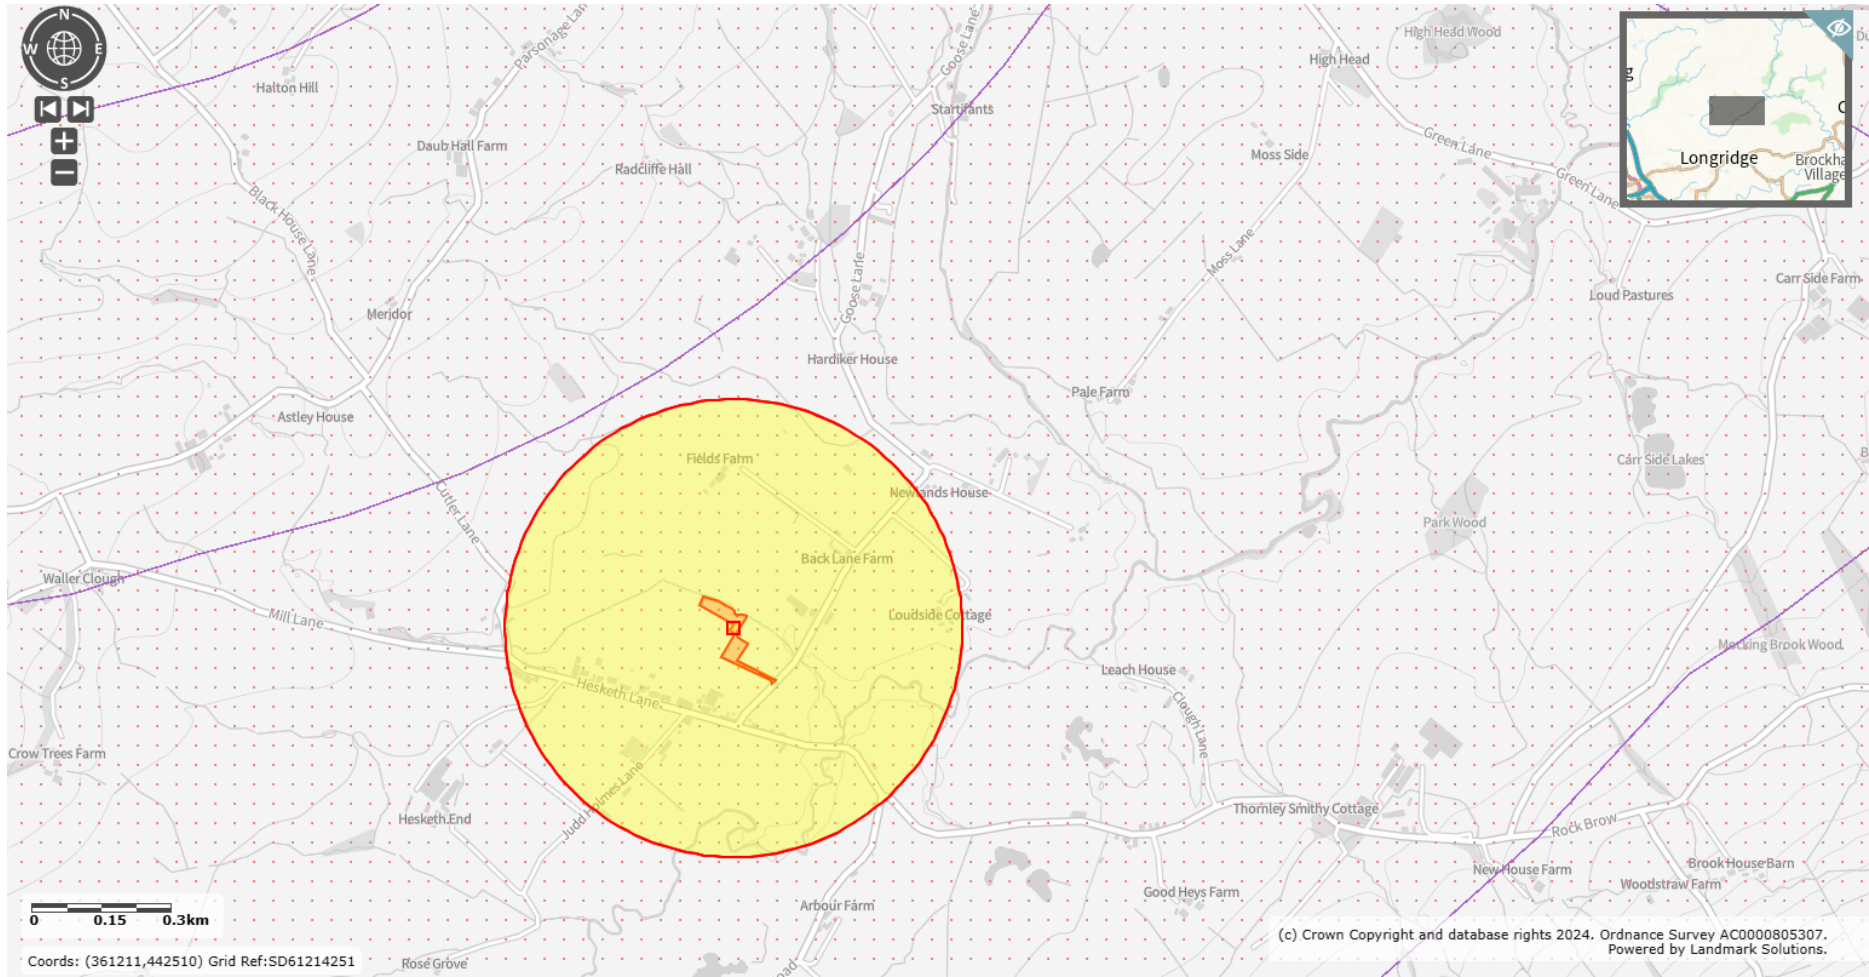 N
W E
S
Halton Hill
Parsonage Lan
Goose Lane
High Head Wood
High Head
Startifants
Daub Hall Farm
Radcliffe Hall
Moss Side
Green Lane
Green Lane
Longridge
Brockha
Village
Black House Lane
Goose Lane
Moss Lane
Loud Pastures
Carr Side Farm
Meridor
Hardiker House
Pale Farm
Astley House
Fields Farm
Carr Side Lakes
Cutler Lane
Newlands House
Park Wood
Back Lane Farm
Waller Clough
Mill Lane
Loudside Cottage
Mocking Brook Wood
Leach House
Hesketh Lane
Clough Lane
Crow Trees Farm
Judd Holmes Lane
Hesketh End
Thornley Smithy Cottage
Rock Brow
New House Farm
Brook House Barn
Woodstraw Farm
Good Heys Farm
Arbour Farm
0 0.15 0.3km
(c) Crown Copyright and database rights 2024. Ordnance Survey AC0000805307.
Powered by Landmark Solutions.
Coords: (361211,442510) Grid Ref:SD61214251
Rose Grove
oad